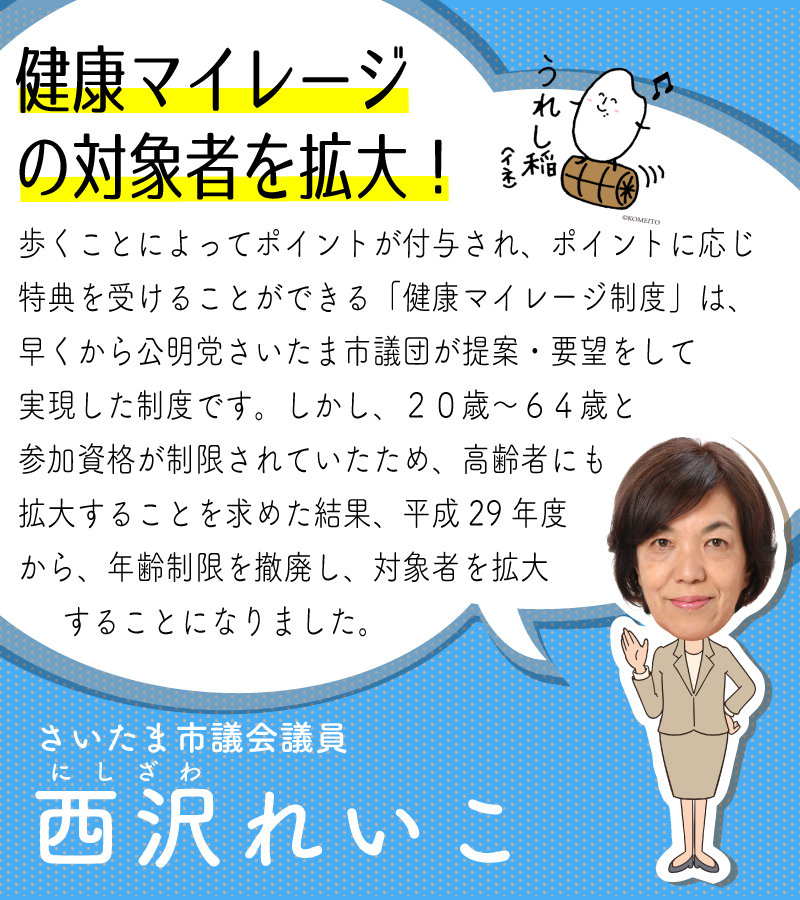 健康マイレージ
の対象者を拡大！
うれし稲
（イネ）
©KOMEITO
歩くことによってポイントが付与され、ポイントに応じ
特典を受けることができる「健康マイレージ制度」は、
早くから公明党さいたま市議団が提案・要望をして
実現した制度です。しかし、２０歳〜６４歳と
参加資格が制限されていたため、高齢者にも
拡大することを求めた結果、平成29年度
から、年齢制限を撤廃し、対象者を拡大
することになりました。
さいたま市議会議員
にしざわ
西沢れいこ